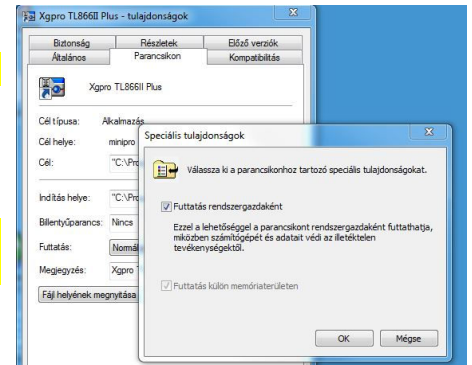 Xgpro TL866II Plus - tulajdonságok
Biztonság Részletek Előző verziók
Általános Parancsikon Kompatibilitás
Xgpro TL866II Plus
Cél típusa: Alkalmazás
Cél helye: minipro
Cél: "C:\Pro
Indítás helye: "C:\Pro
Billentyűparancs: Nincs
Futtatás: Normál
Megjegyzés: Xgpro
Fájl helyének megnyitása
Speciális tulajdonságok
Válassza ki a parancsikonhoz tartozó speciális tulajdonságokat.
Futtatás rendszergazdaként
Ezzel a lehetőséggel a parancsikont rendszergazdaként futtathatja,
miközben számítógépét és adatait védi az illetéktelen
tevékenységektől.
Futtatás külön memóriaterületen
OK Mégse